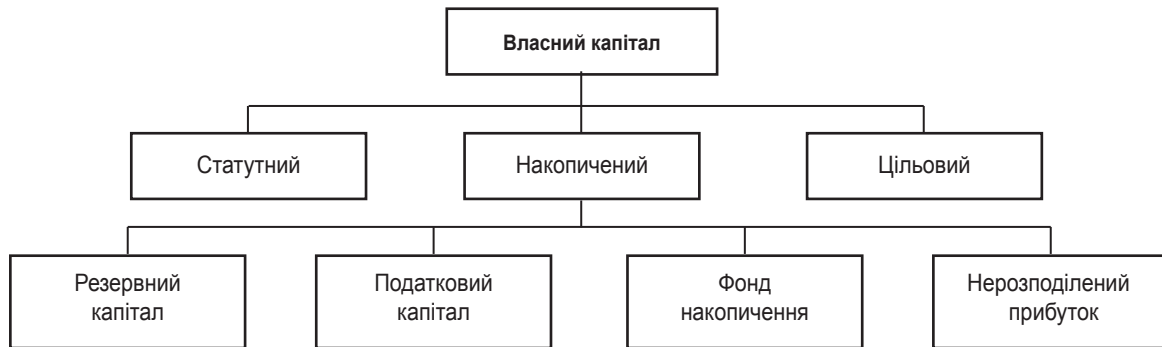 Власний капітал
Статутний
Накопичений
Цільовий
Резервний
капітал
Податковий
капітал
Фонд
накопичення
Нерозподілений
прибуток